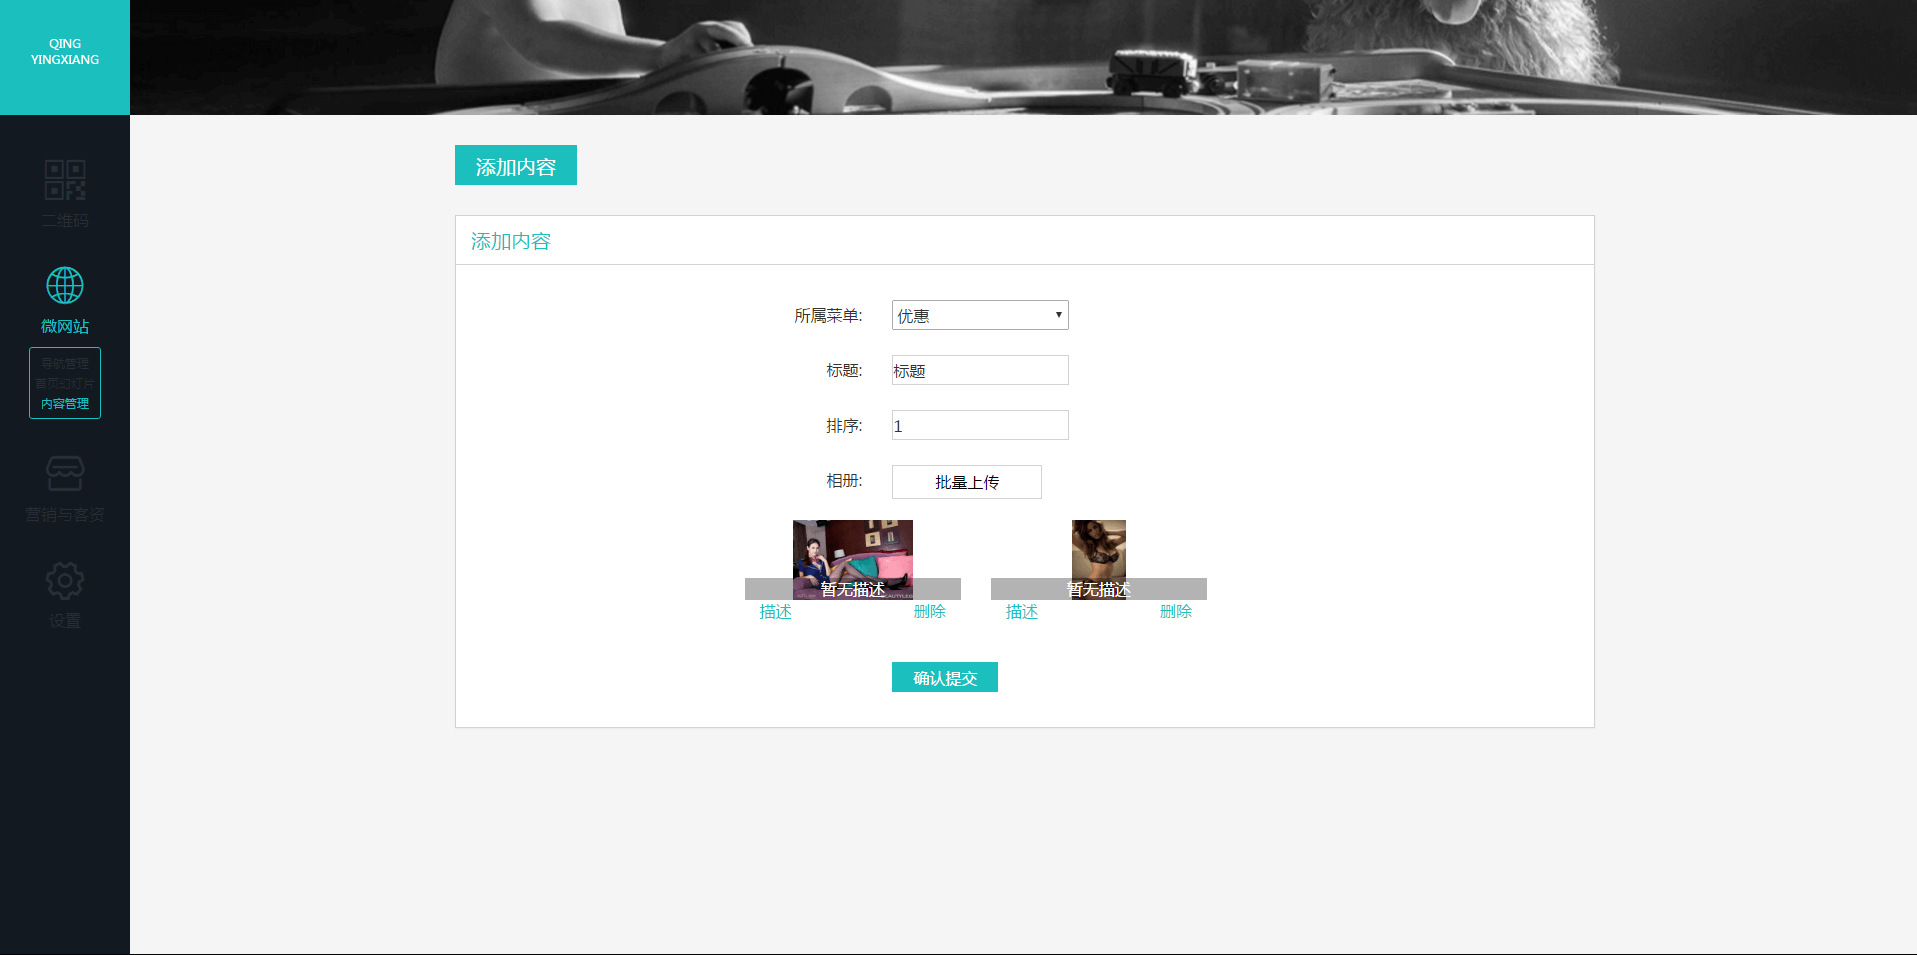 QING
YINGXIANG
二维码
微网站
导航管理
首页幻灯片
内容管理
营销与客资
设置
添加内容
添加内容
所属菜单:
优惠
标题:
标题
排序:
1
相册:
批量上传
暂无描述
暂无描述
描述
删除
描述
删除
确认提交